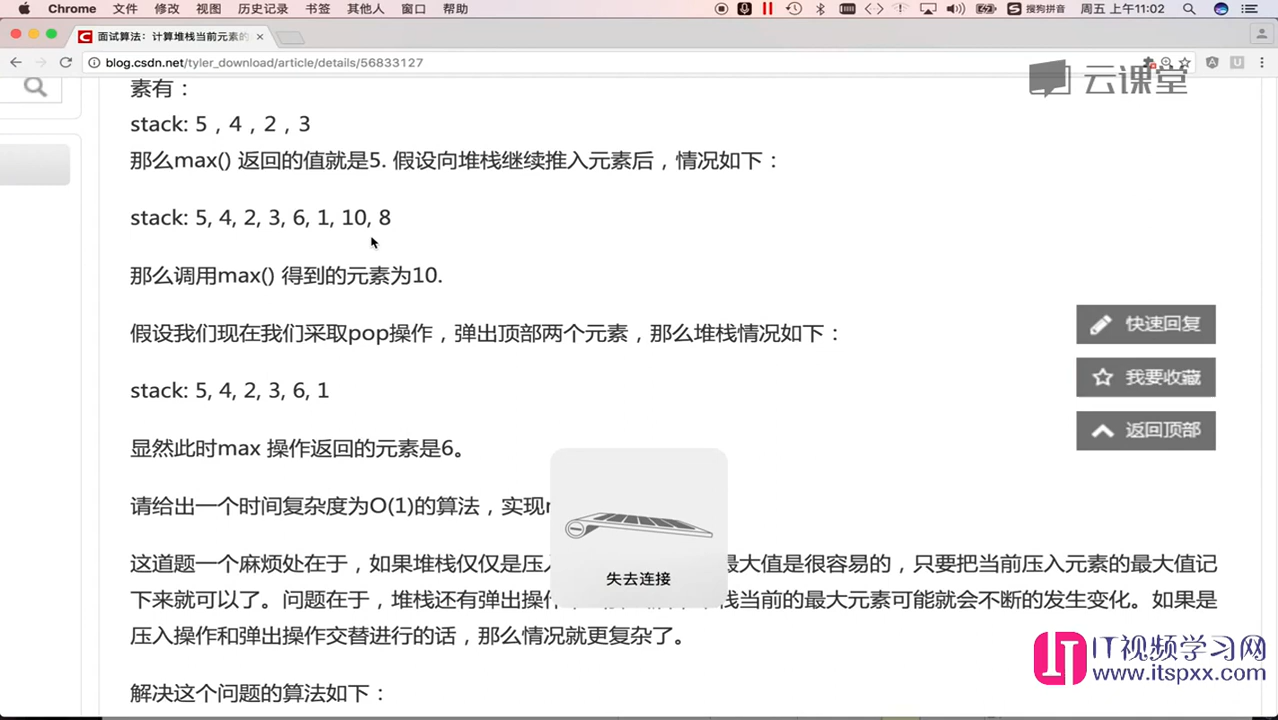 Chrome 文件 修改 视图 历史记录 书签 其他人 窗口 帮助 搜狗拼音 周五 上午11:02
面试算法：计算堆栈当前元素的
blog.csdn.net/tyler_download/article/details/56833127
云课堂
素有：
stack: 5，4，2，3
那么max() 返回的值就是5. 假设向堆栈继续推入元素后，情况如下：
stack: 5, 4, 2, 3, 6, 1, 10, 8
那么调用max() 得到的元素为10.
快速回复
假设我们现在我们采取pop操作，弹出顶部两个元素，那么堆栈情况如下：
我要收藏
stack: 5, 4, 2, 3, 6, 1
返回顶部
显然此时max 操作返回的元素是6。
请给出一个时间复杂度为O(1)的算法，实现
失去连接
这道题一个麻烦处在于，如果堆栈仅仅是压 最大值是很容易的，只要把当前压入元素的最大值记
下来就可以了。问题在于，堆栈还有弹出操作 栈当前的最大元素可能就会不断的发生变化。如果是
压入操作和弹出操作交替进行的话，那么情况就更复杂了。
IT视频学习网
www.itspxx.com
解决这个问题的算法如下：